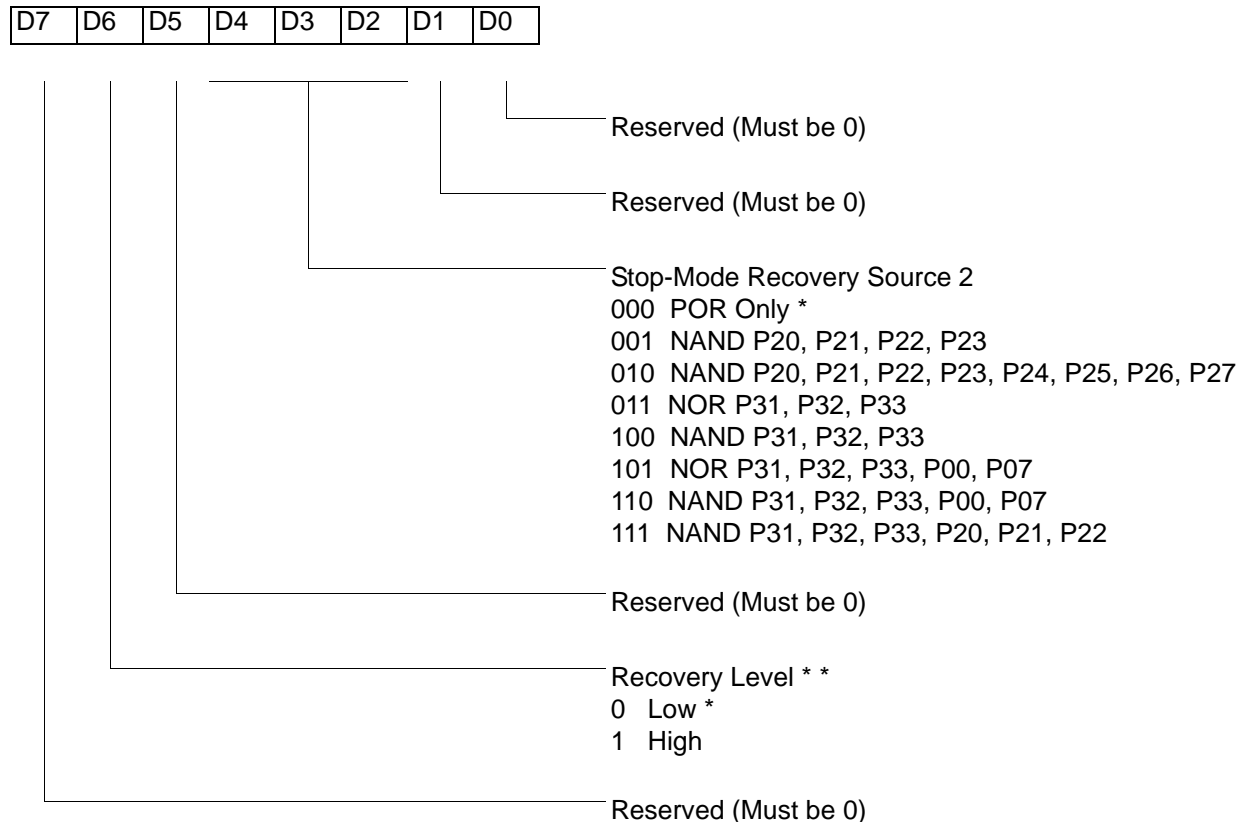 D7 D6 D5 D4 D3 D2 D1 D0
Reserved (Must be 0)
Reserved (Must be 0)
Stop-Mode Recovery Source 2
000 POR Only *
001 NAND P20, P21, P22, P23
010 NAND P20, P21, P22, P23, P24, P25, P26, P27
011 NOR P31, P32, P33
100 NAND P31, P32, P33
101 NOR P31, P32, P33, P00, P07
110 NAND P31, P32, P33, P00, P07
111 NAND P31, P32, P33, P20, P21, P22
Reserved (Must be 0)
Recovery Level * *
0 Low *
1 High
Reserved (Must be 0)